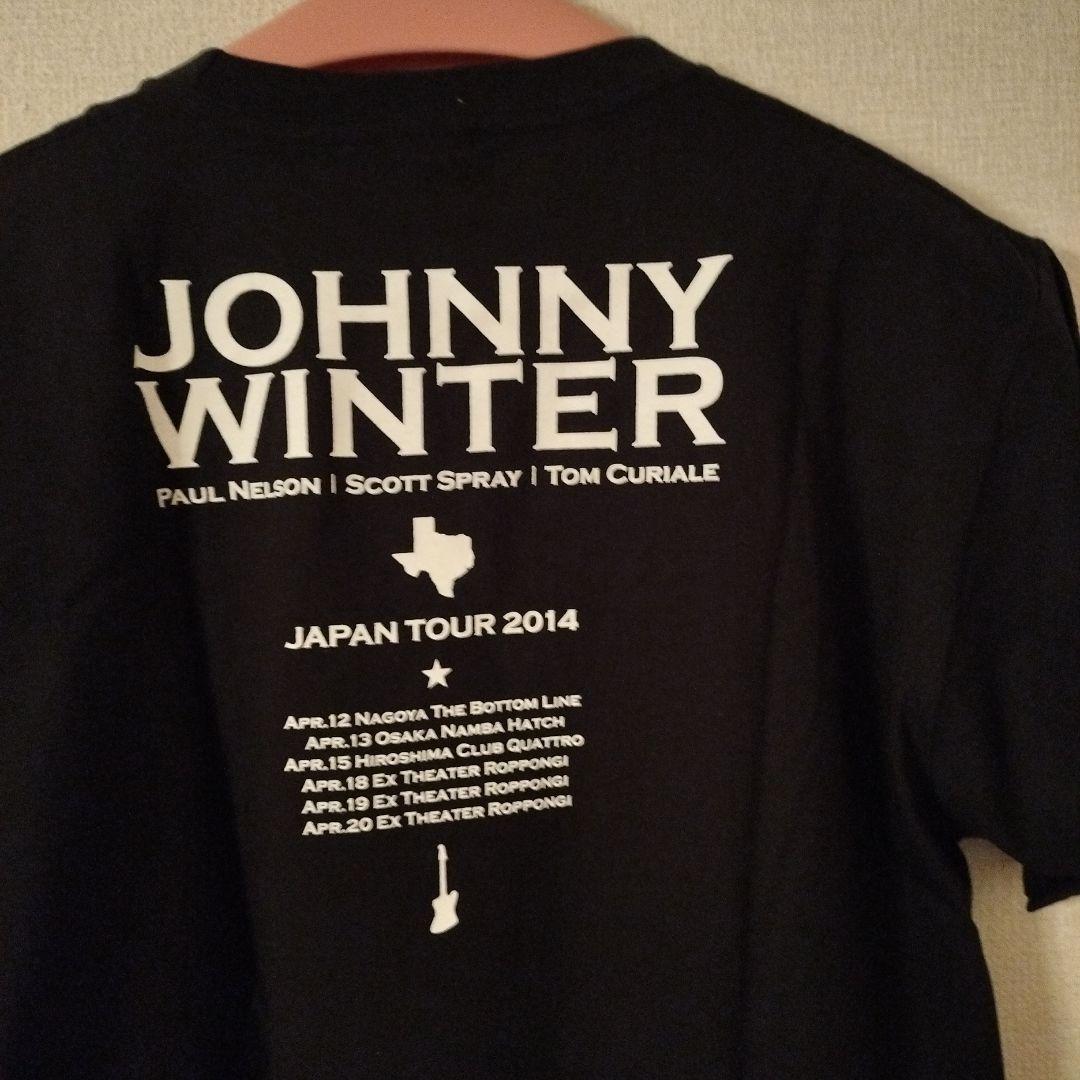 JOHNNY
WINTER
PAUL NELSON | SCOTT SPRAY | TOM CURIALE
JAPAN TOUR 2014
APR.12 NAGOYA THE BOTTOM LINE
APR.13 OSAKA NAMBA HATCH
APR.15 HIROSHIMA CLUB QUATTRO
APR.18 EX THEATER ROPPONGI
APR.19 EX THEATER ROPPONGI
APR.20 EX THEATER ROPPONGI